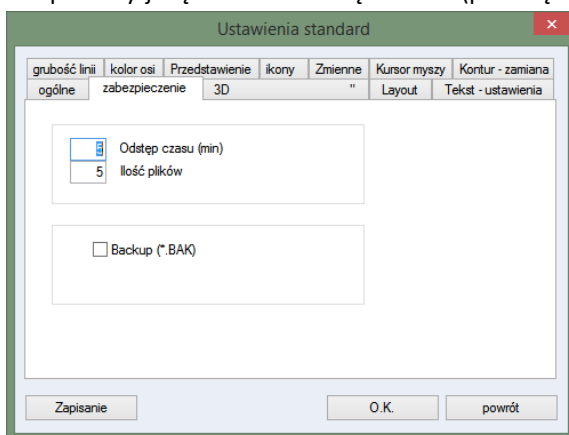 Ustawienia standard
grubość linii kolor osi Przedstawienie ikony Zmienne Kursor myszy Kontur - zamiana
ogólne zabezpieczenie 3D " Layout Tekst - ustawienia
5 Odstęp czasu (min)
5 Ilość plików
Backup (*.BAK)
Zapisanie O.K. powrót